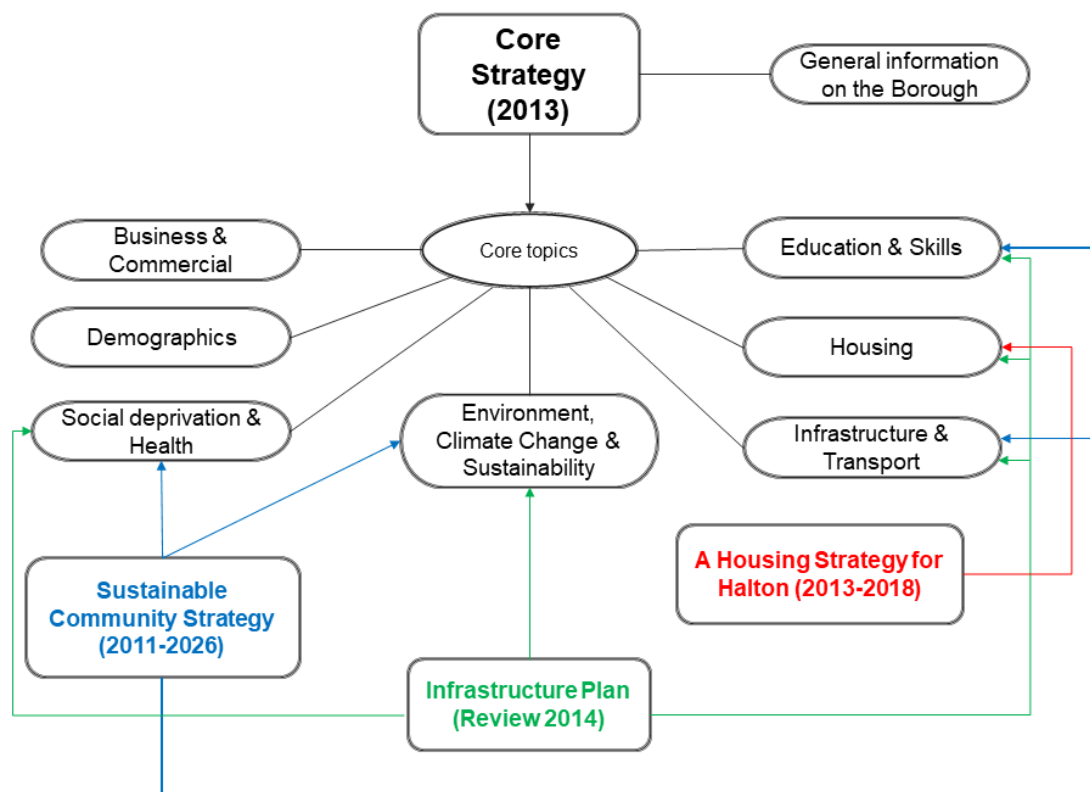 Core
Strategy
(2013)
General information
on the Borough
Business &
Commercial
Core topics
Education & Skills
Demographics
Housing
Social deprivation &
Health
Environment,
Climate Change &
Sustainability
Infrastructure &
Transport
Sustainable
Community Strategy
(2011-2026)
A Housing Strategy for
Halton (2013-2018)
Infrastructure Plan
(Review 2014)